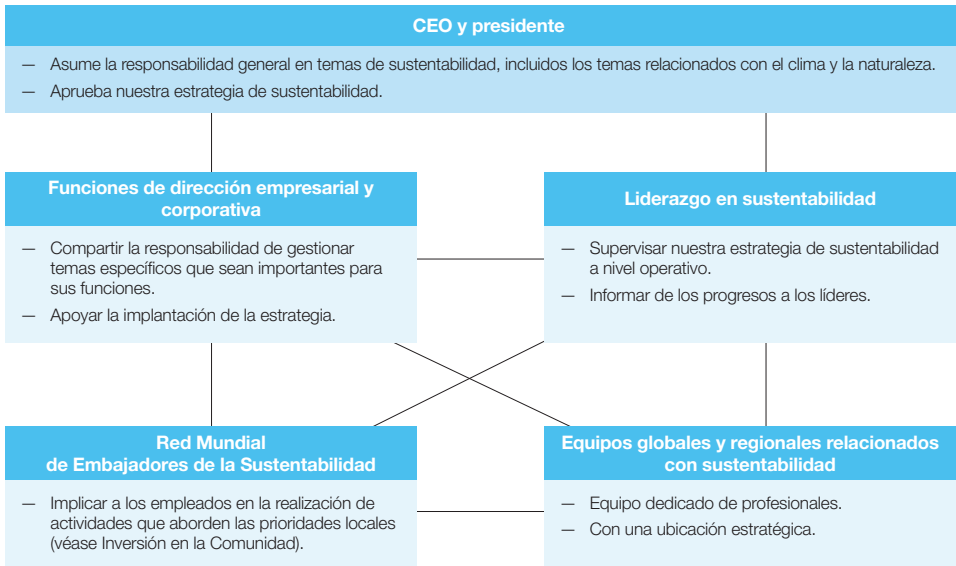 CEO y presidente
— Asume la responsabilidad general en temas de sustentabilidad, incluidos los temas relacionados con el clima y la naturaleza.
— Aprueba nuestra estrategia de sustentabilidad.
Funciones de dirección empresarial y
corporativa
— Compartir la responsabilidad de gestionar
temas específicos que sean importantes para
sus funciones.
— Apoyar la implantación de la estrategia.
Liderazgo en sustentabilidad
— Supervisar nuestra estrategia de sustentabilidad
a nivel operativo.
— Informar de los progresos a los líderes.
Red Mundial
de Embajadores de la Sustentabilidad
— Implicar a los empleados en la realización de
actividades que aborden las prioridades locales
(véase Inversión en la Comunidad).
Equipos globales y regionales relacionados
con sustentabilidad
— Equipo dedicado de profesionales.
— Con una ubicación estratégica.